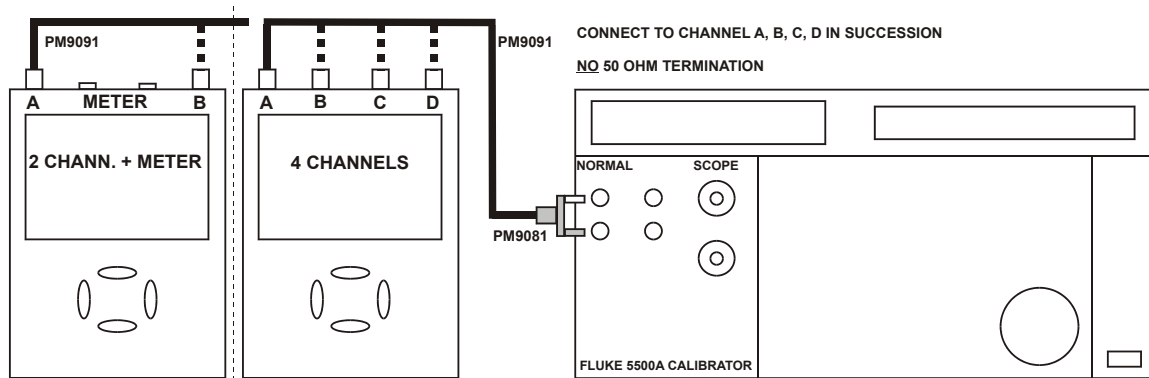 PM9091
PM9091
CONNECT TO CHANNEL A, B, C, D IN SUCCESSION
NO 50 OHM TERMINATION
A METER B
A B C D
2 CHANN. + METER
4 CHANNELS
NORMAL SCOPE
PM9081
FLUKE 5500A CALIBRATOR